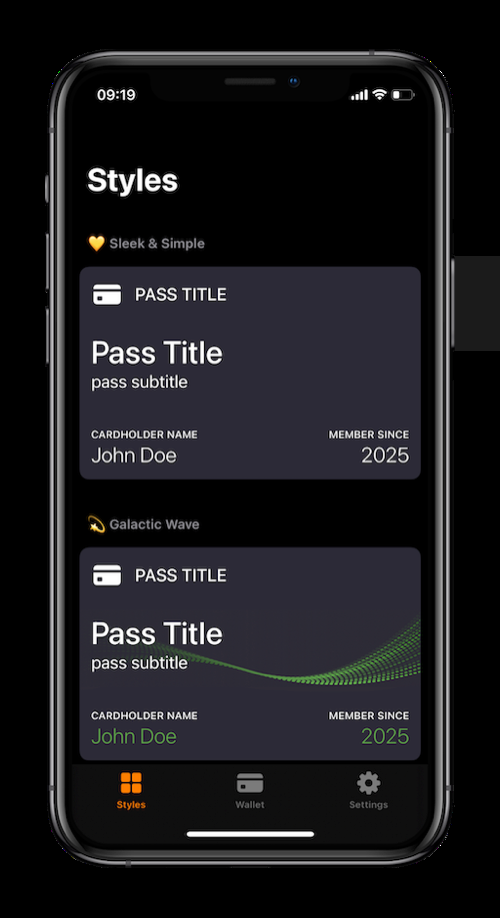 09:19
Styles
💛 Sleek & Simple
PASS TITLE
Pass Title
pass subtitle
CARDHOLDER NAME MEMBER SINCE
John Doe 2025
💫 Galactic Wave
PASS TITLE
Pass Title
pass subtitle
CARDHOLDER NAME MEMBER SINCE
John Doe 2025
Styles Wallet Settings